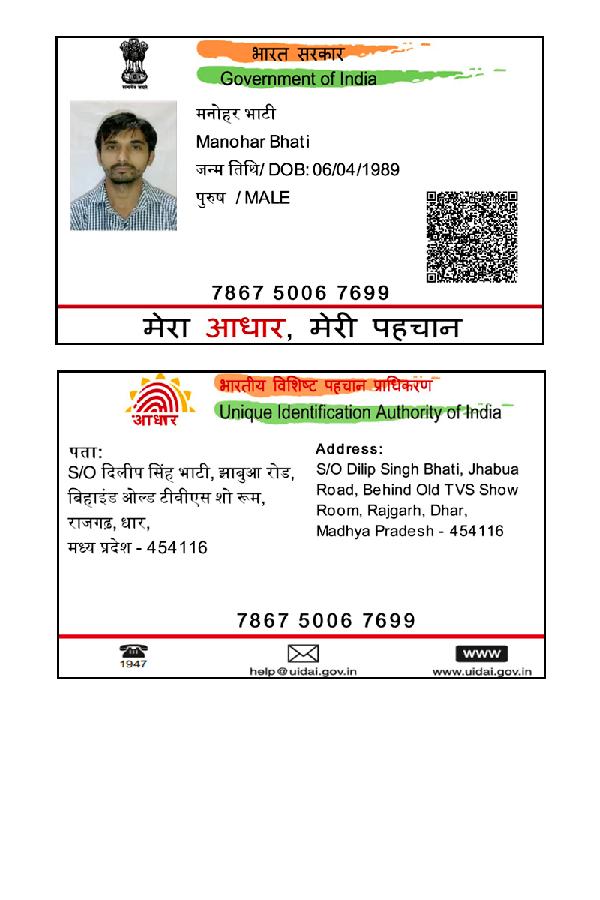 भारत सरकार
Government of India
मनोहर भाटी
Manohar Bhati
जन्म तिथि/ DOB: 06/04/1989
पुरुष / MALE
7867 5006 7699
मेरा आधार, मेरी पहचान
भारतीय विशिष्ट पहचान प्राधिकरण
Unique Identification Authority of India
आधार
पता:
S/O दिलीप सिंह भाटी, झाबुआ रोड,
बिहाइंड ओल्ड टीवीएस शो रूम,
राजगढ़, धार,
मध्य प्रदेश - 454116
Address:
S/O Dilip Singh Bhati, Jhabua
Road, Behind Old TVS Show
Room, Rajgarh, Dhar,
Madhya Pradesh - 454116
7867 5006 7699
1947
help@uidai.gov.in
www
www.uidai.gov.in